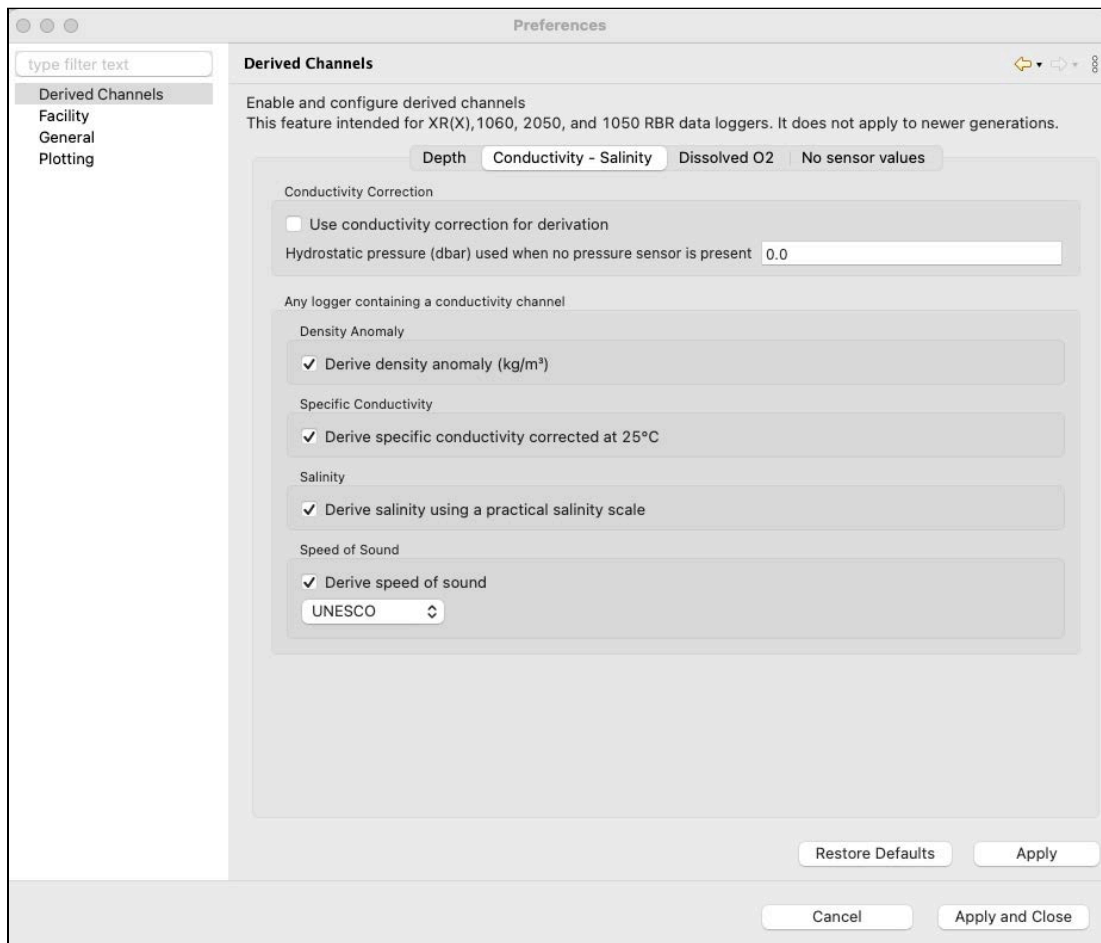 Preferences
type filter text
Derived Channels
Facility
General
Plotting
Derived Channels
Enable and configure derived channels
This feature intended for XR(X),1060, 2050, and 1050 RBR data loggers. It does not apply to newer generations.
Depth Conductivity - Salinity Dissolved O2 No sensor values
Conductivity Correction
Use conductivity correction for derivation
Hydrostatic pressure (dbar) used when no pressure sensor is present 0.0
Any logger containing a conductivity channel
Density Anomaly
Derive density anomaly (kg/m³)
Specific Conductivity
Derive specific conductivity corrected at 25°C
Salinity
Derive salinity using a practical salinity scale
Speed of Sound
Derive speed of sound
UNESCO
Restore Defaults Apply
Cancel Apply and Close